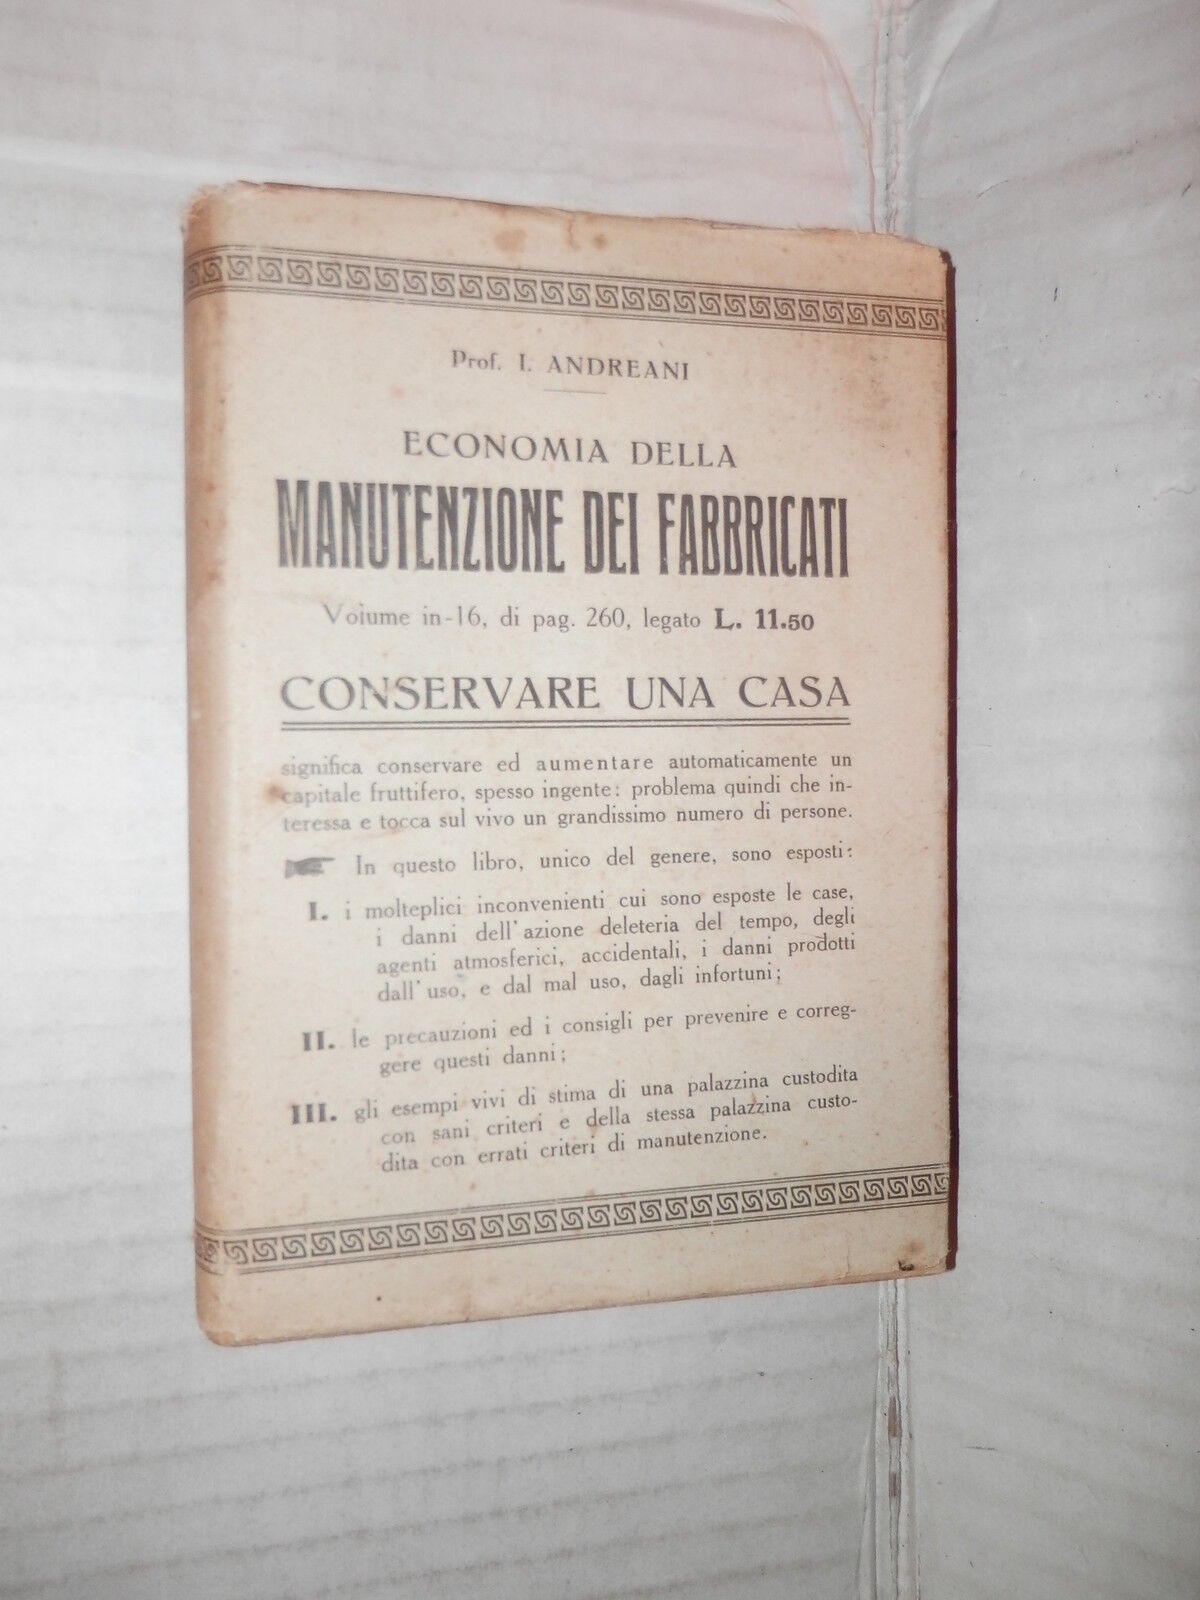 Prof. I. ANDREANI
ECONOMIA DELLA
MANUTENZIONE DEI FABBRICATI
Volume in-16, di pag. 260, legato L. 11.50
CONSERVARE UNA CASA
significa conservare ed aumentare automaticamente un
capitale fruttifero, spesso ingente: problema quindi che in-
teressa e tocca sul vivo un grandissimo numero di persone.
In questo libro, unico del genere, sono esposti:
I. i molteplici inconvenienti cui sono esposte le case,
i danni dell'azione deleteria del tempo, degli
agenti atmosferici, accidentali, i danni prodotti
dall'uso, e dal mal uso, dagli infortuni;
II. le precauzioni ed i consigli per prevenire e correg-
gere questi danni;
III. gli esempi vivi di stima di una palazzina custodita
con sani criteri e della stessa palazzina custo-
dita con errati criteri di manutenzione.